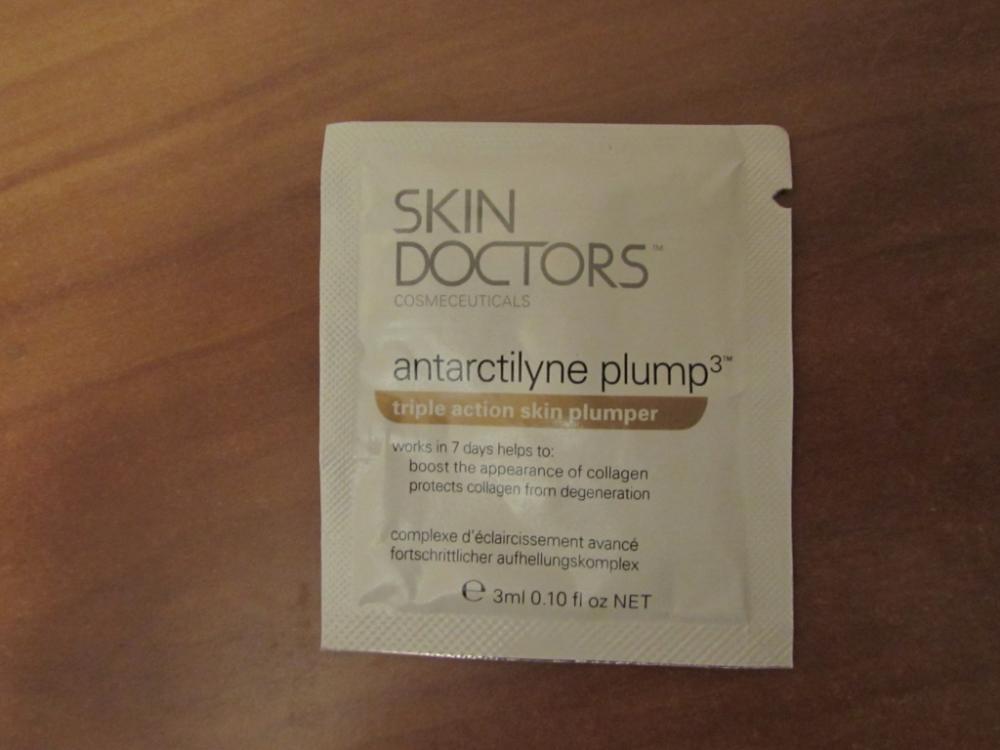 SKIN
DOCTORS™
COSMECEUTICALS
antarctilyne plump³™
triple action skin plumper
works in 7 days helps to:
boost the appearance of collagen
protects collagen from degeneration
complexe d'éclaircissement avancé
fortschrittlicher aufhellungskomplex
℮ 3ml 0.10 fl oz NET